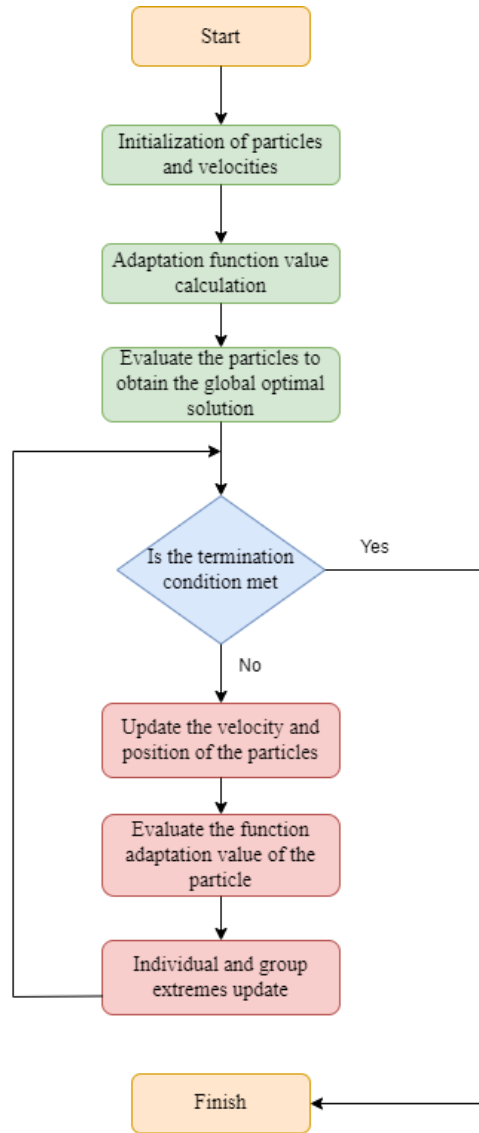 Start
Initialization of particles
and velocities
Adaptation function value
calculation
Evaluate the particles to
obtain the global optimal
solution
Is the termination
condition met
Yes
No
Update the velocity and
position of the particles
Evaluate the function
adaptation value of the
particle
Individual and group
extremes update
Finish